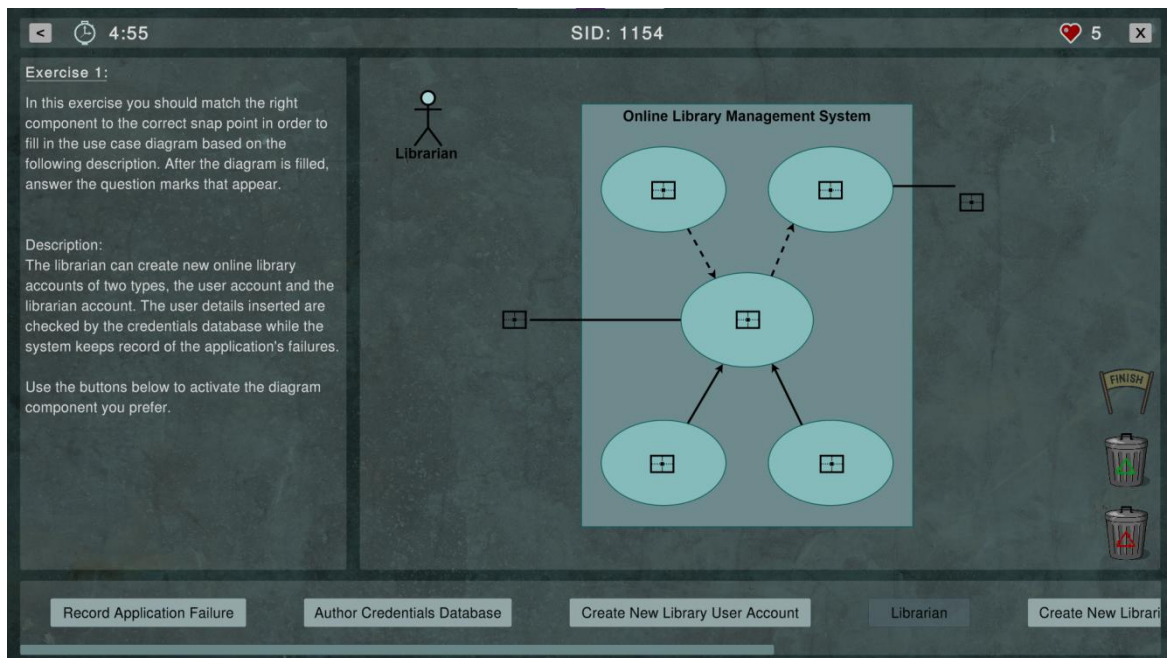 <
4:55
SID: 1154
5
X
Exercise 1:
In this exercise you should match the right
component to the correct snap point in order to
fill in the use case diagram based on the
following description. After the diagram is filled,
answer the question marks that appear.
Description:
The librarian can create new online library
accounts of two types, the user account and the
librarian account. The user details inserted are
checked by the credentials database while the
system keeps record of the application's failures.
Use the buttons below to activate the diagram
component you prefer.
Librarian
Online Library Management System
FINISH
Record Application Failure
Author Credentials Database
Create New Library User Account
Librarian
Create New Librari